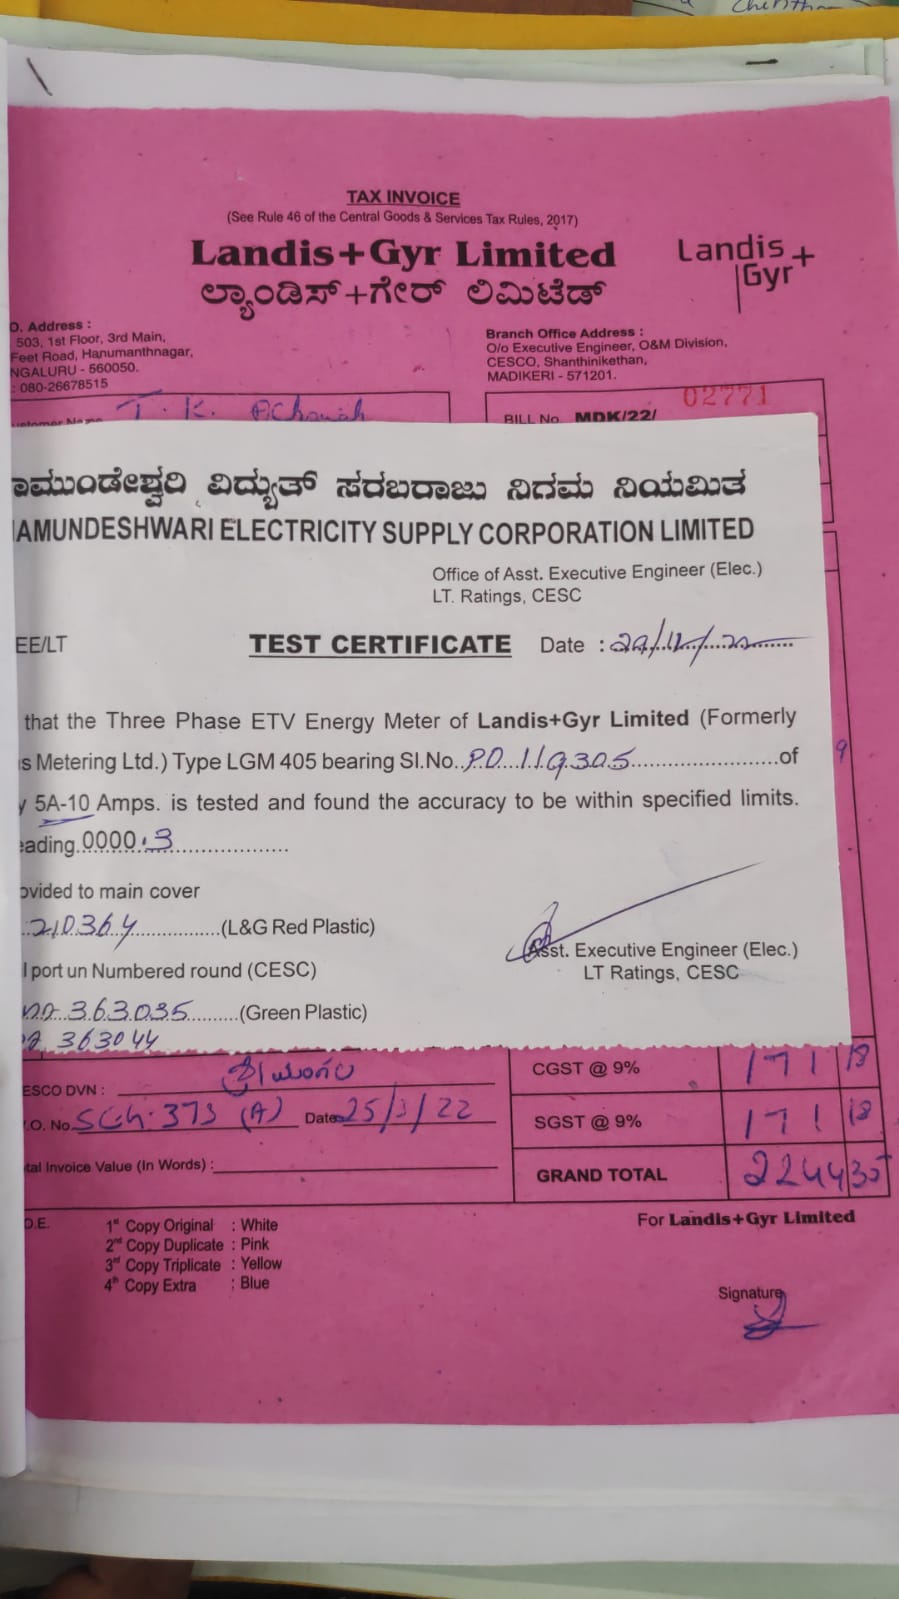 TAX INVOICE
(See Rule 46 of the Central Goods & Services Tax Rules, 2017)
Landis+Gyr Limited
ಲ್ಯಾಂಡಿಸ್+ಗೇರ್ ಲಿಮಿಟೆಡ್
Landis+
Gyr
O. Address :
503, 1st Floor, 3rd Main,
Feet Road, Hanumanthnagar,
NGALURU - 560050.
: 080-26678515
Branch Office Address :
O/o Executive Engineer, O&M Division,
CESCO, Shanthinikethan,
MADIKERI - 571201.
T. K.
BILL No. MDK/22/ 02771
ಾಮುಂಡೇಶ್ವರಿ ವಿದ್ಯುತ್ ಸರಬರಾಜು ನಿಗಮ ನಿಯಮಿತ
AMUNDESHWARI ELECTRICITY SUPPLY CORPORATION LIMITED
Office of Asst. Executive Engineer (Elec.)
LT. Ratings, CESC
EE/LT TEST CERTIFICATE Date :
that the Three Phase ETV Energy Meter of Landis+Gyr Limited (Formerly
s Metering Ltd.) Type LGM 405 bearing Sl.No. PD 119305 of
y 5A-10 Amps. is tested and found the accuracy to be within specified limits.
eading 0000.3
ovided to main cover
210364 (L&G Red Plastic)
l port un Numbered round (CESC)
363035 (Green Plastic)
363044
Asst. Executive Engineer (Elec.)
LT Ratings, CESC
CGST @ 9% 171 18
ESCO DVN :
.O. No. SGh-373 (A) Date 25/3/22
SGST @ 9% 171 18
tal Invoice Value (In Words) :
GRAND TOTAL 2244 35
O.E.
1st Copy Original : White
2nd Copy Duplicate : Pink
3rd Copy Triplicate : Yellow
4th Copy Extra : Blue
For Landis+Gyr Limited
Signature